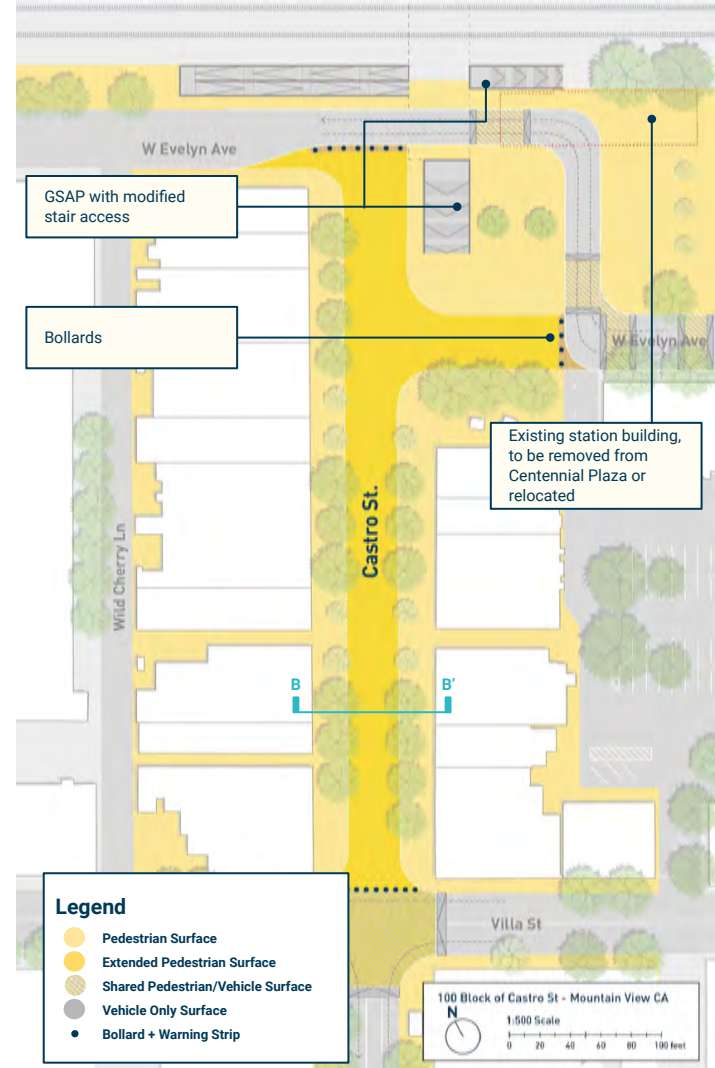 W Evelyn Ave
GSAP with modified
stair access
Bollards
W Evelyn Ave
Existing station building,
to be removed from
Centennial Plaza or
relocated
Castro St.
Wild Cherry Ln
B
B’
Legend
Pedestrian Surface
Extended Pedestrian Surface
Shared Pedestrian/Vehicle Surface
Vehicle Only Surface
Bollard + Warning Strip
Villa St
100 Block of Castro St - Mountain View CA
N
1:500 Scale
0 20 40 60 80 100 feet